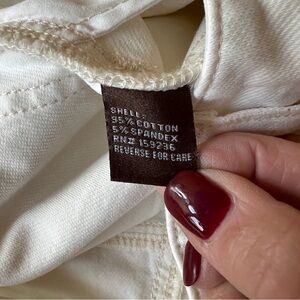 SHELL:
95% COTTON
5% SPANDEX
RN# 159236
REVERSE FOR CARE